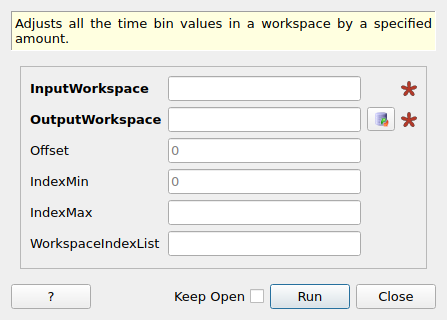 Adjusts all the time bin values in a workspace by a specified
amount.
InputWorkspace
OutputWorkspace
Offset 0
IndexMin 0
IndexMax
WorkspaceIndexList
? Keep Open Run Close